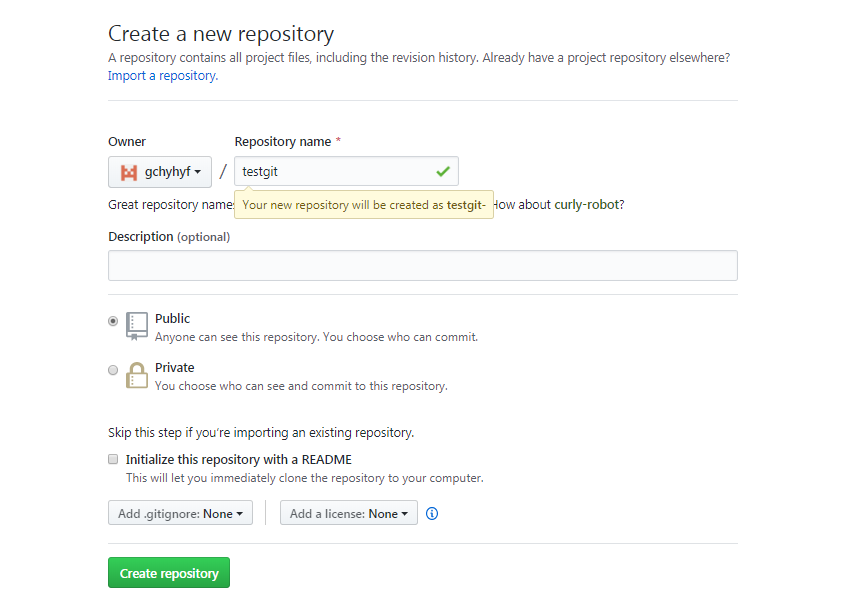 Create a new repository
A repository contains all project files, including the revision history. Already have a project repository elsewhere?
Import a repository.
Owner
Repository name *
gchyhyf
/
testgit
Great repository names
Your new repository will be created as testgit-
How about curly-robot?
Description (optional)
Public
Anyone can see this repository. You choose who can commit.
Private
You choose who can see and commit to this repository.
Skip this step if you're importing an existing repository.
Initialize this repository with a README
This will let you immediately clone the repository to your computer.
Add .gitignore: None
Add a license: None
Create repository